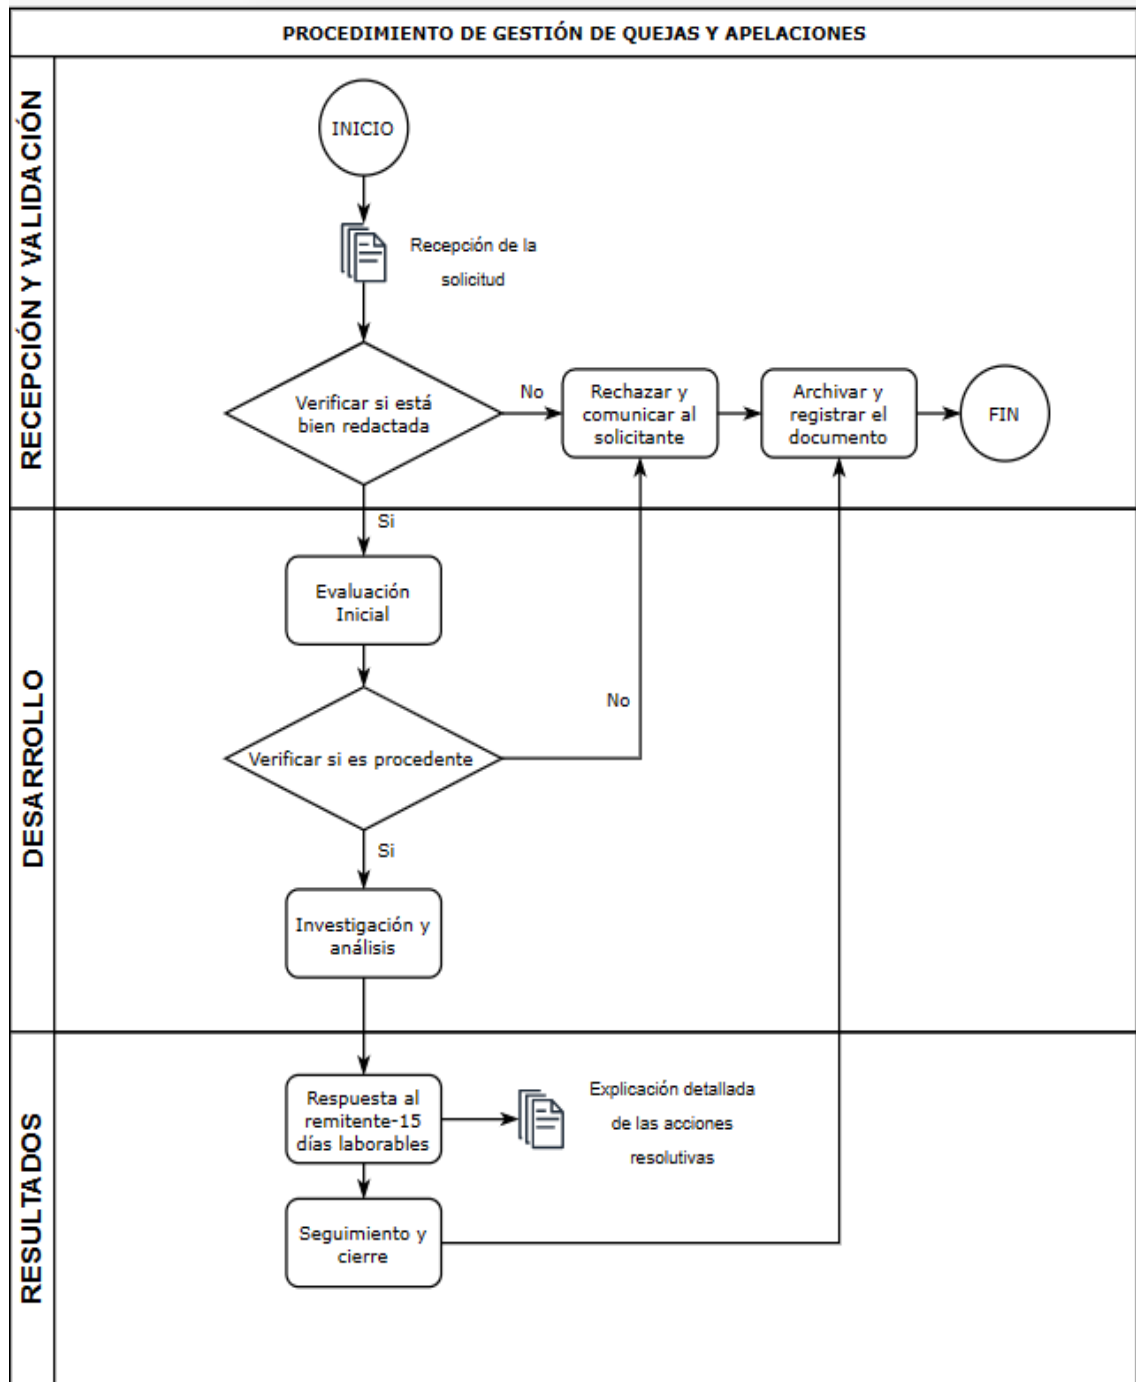 PROCEDIMIENTO DE GESTIÓN DE QUEJAS Y APELACIONES
RECEPCIÓN Y VALIDACIÓN
INICIO
Recepción de la
solicitud
Verificar si está
bien redactada
No
Rechazar y
comunicar al
solicitante
Archivar y
registrar el
documento
FIN
Si
DESARROLLO
Evaluación
Inicial
Verificar si es procedente
No
Si
Investigación y
análisis
RESULTADOS
Respuesta al
remitente-15
días laborables
Explicación detallada
de las acciones
resolutivas
Seguimiento y
cierre